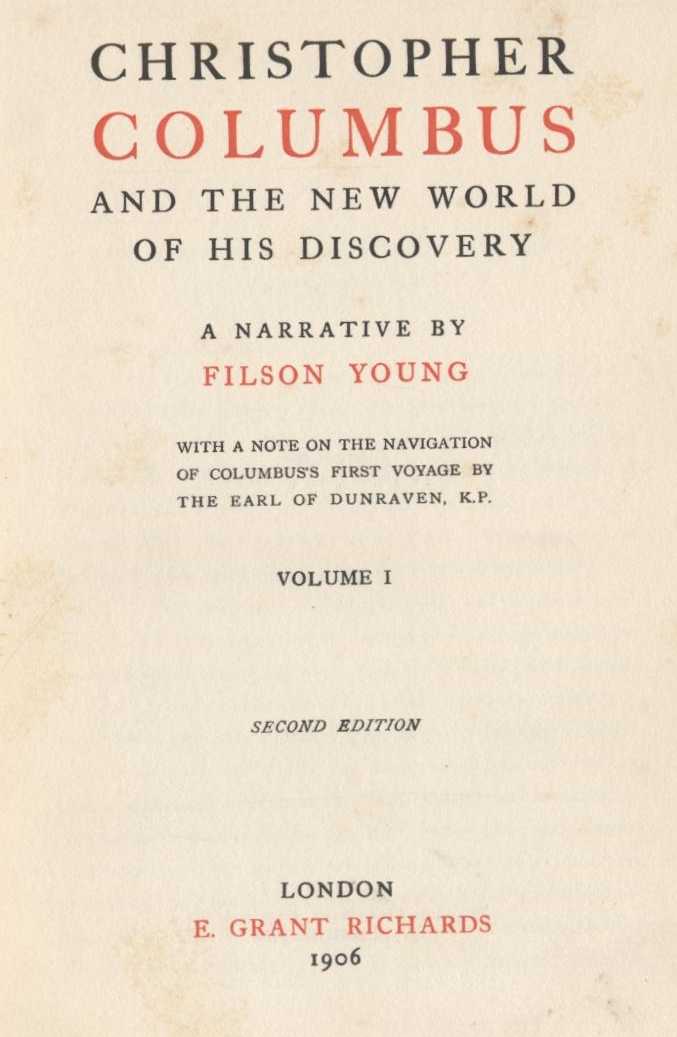 CHRISTOPHER
COLUMBUS
AND THE NEW WORLD
OF HIS DISCOVERY
A NARRATIVE BY
FILSON YOUNG
WITH A NOTE ON THE NAVIGATION
OF COLUMBUS'S FIRST VOYAGE BY
THE EARL OF DUNRAVEN, K.P.
VOLUME I
SECOND EDITION
LONDON
E. GRANT RICHARDS
1906